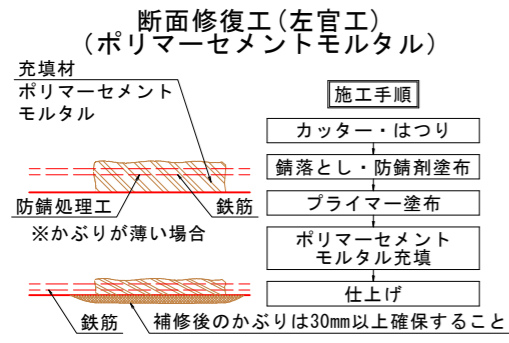 断面修復工(左官工)
(ポリマーセメントモルタル)
充填材
ポリマーセメント
モルタル
防錆処理工
鉄筋
※かぶりが薄い場合
鉄筋
補修後のかぶりは30mm以上確保すること
施工手順
カッター・はつり
錆落とし・防錆剤塗布
プライマー塗布
ポリマーセメント
モルタル充填
仕上げ